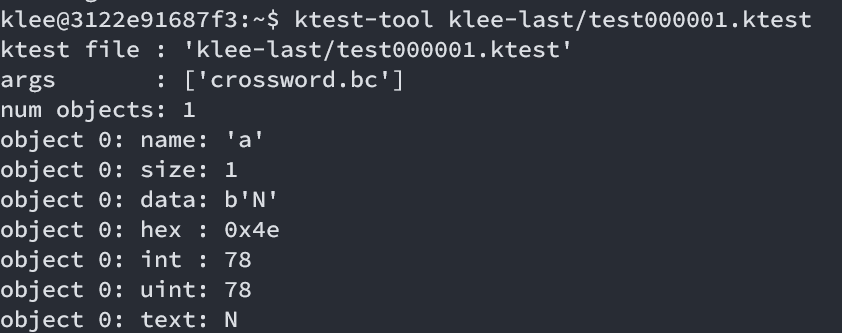 klee@3122e91687f3:~$ ktest-tool klee-last/test000001.ktest
ktest file : 'klee-last/test000001.ktest'
args       : ['crossword.bc']
num objects: 1
object 0: name: 'a'
object 0: size: 1
object 0: data: b'N'
object 0: hex : 0x4e
object 0: int : 78
object 0: uint: 78
object 0: text: N